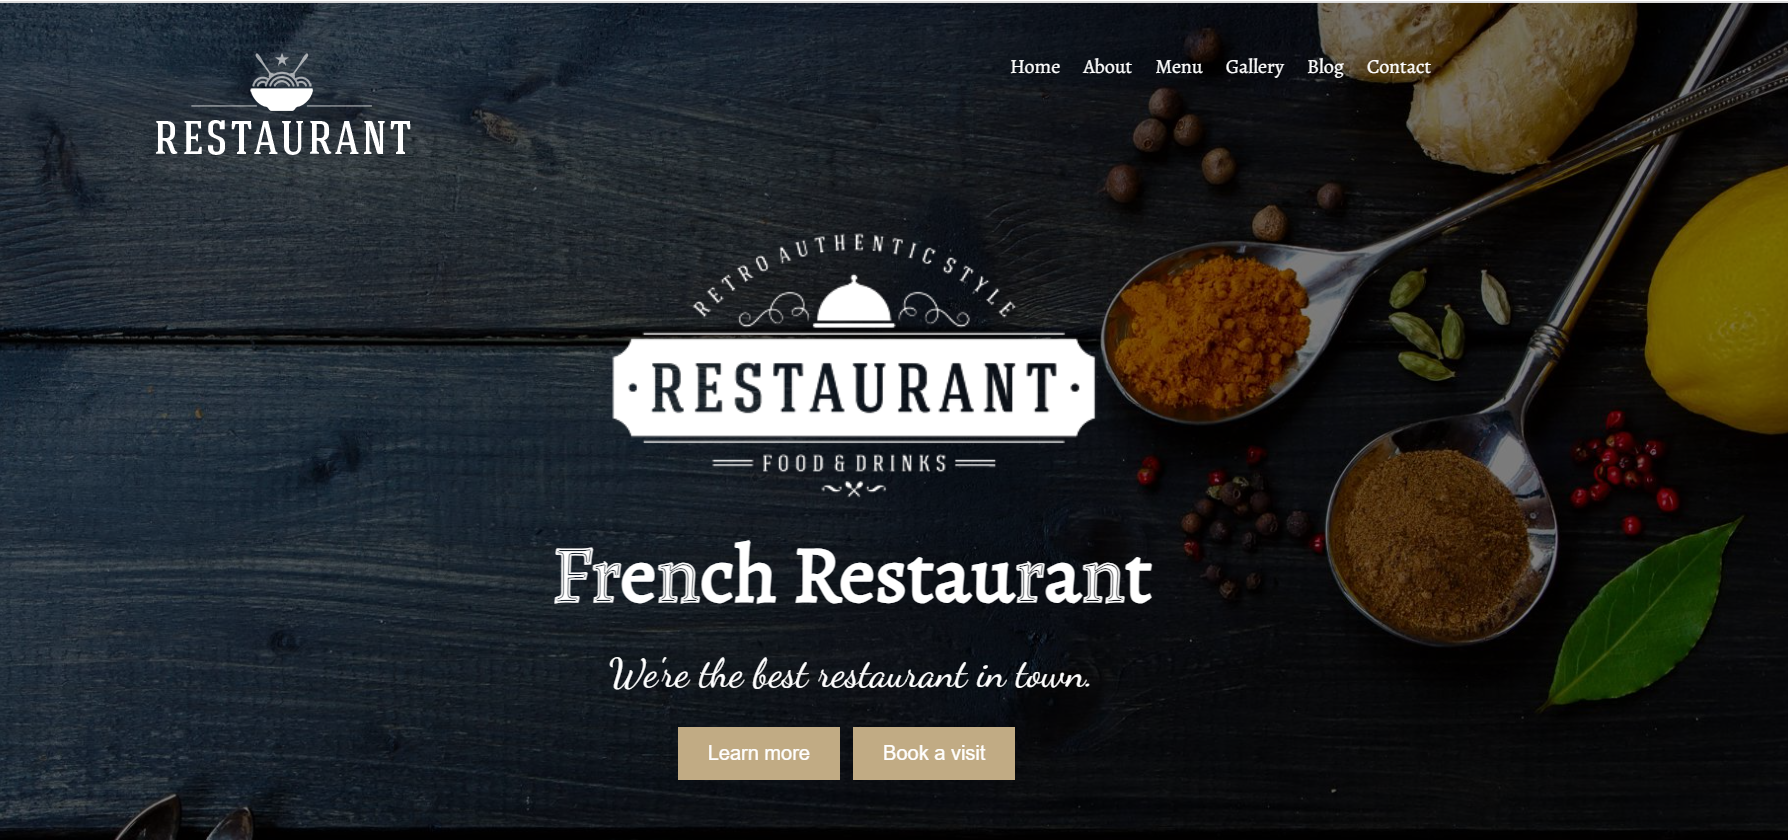 Home About Menu Gallery Blog Contact
RESTAURANT
RETRO AUTHENTIC STYLE
· RESTAURANT ·
FOOD & DRINKS
French Restaurant
We're the best restaurant in town.
Learn more Book a visit